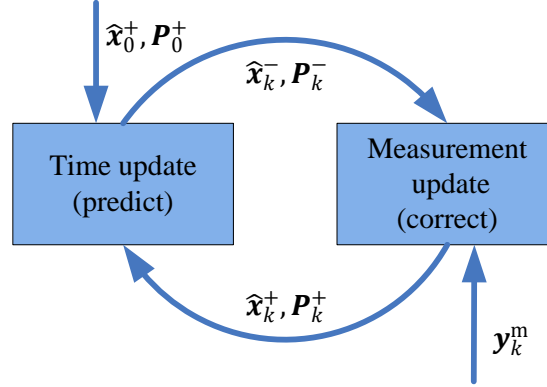 x̂₀⁺, P₀⁺
x̂ₖ⁻, Pₖ⁻
Time update
(predict)
Measurement
update
(correct)
x̂ₖ⁺, Pₖ⁺
yₖᵐ